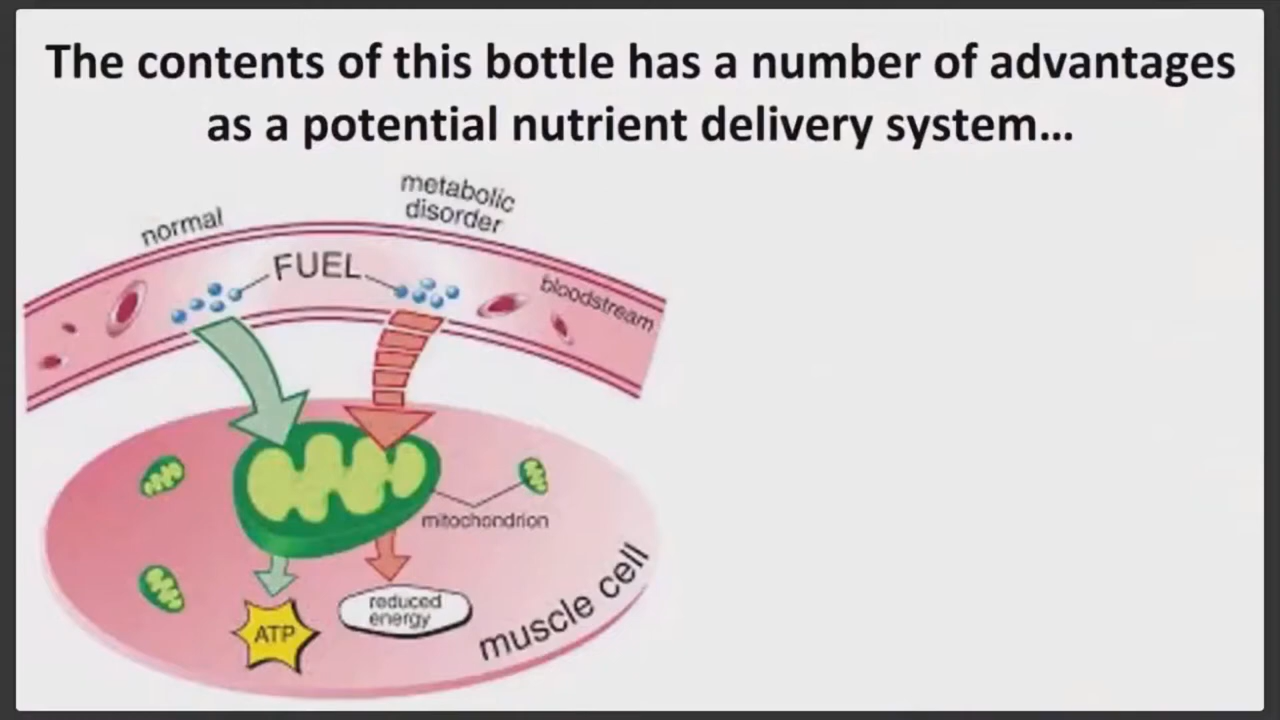 The contents of this bottle has a number of advantages
as a potential nutrient delivery system...
normal
metabolic
disorder
FUEL
bloodstream
mitochondrion
reduced
energy
ATP
muscle cell